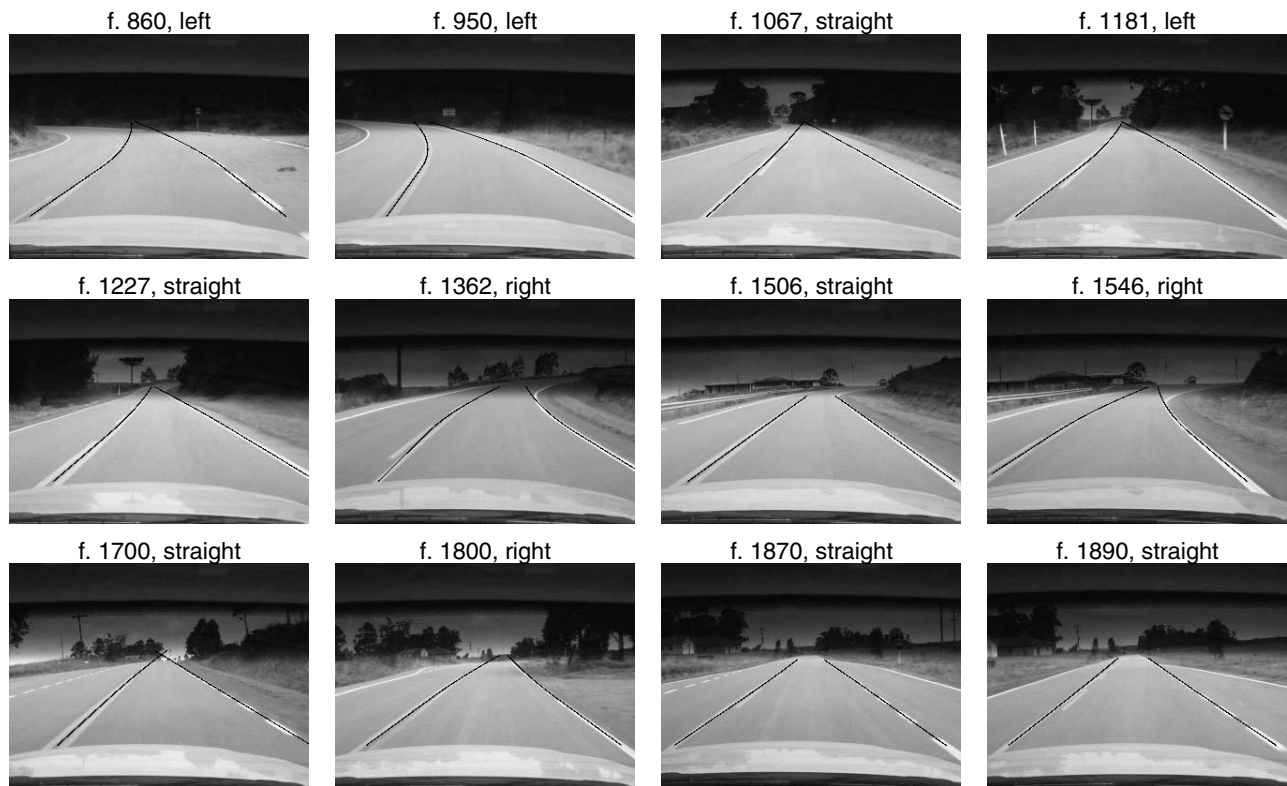 f. 860, left
f. 950, left
f. 1067, straight
f. 1181, left
f. 1227, straight
f. 1362, right
f. 1506, straight
f. 1546, right
f. 1700, straight
f. 1800, right
f. 1870, straight
f. 1890, straight